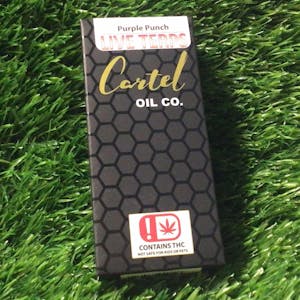 Purple Punch
LIVE TERPS
Cartel
OIL CO.
!
CONTAINS THC
NOT SAFE FOR KIDS OR PETS